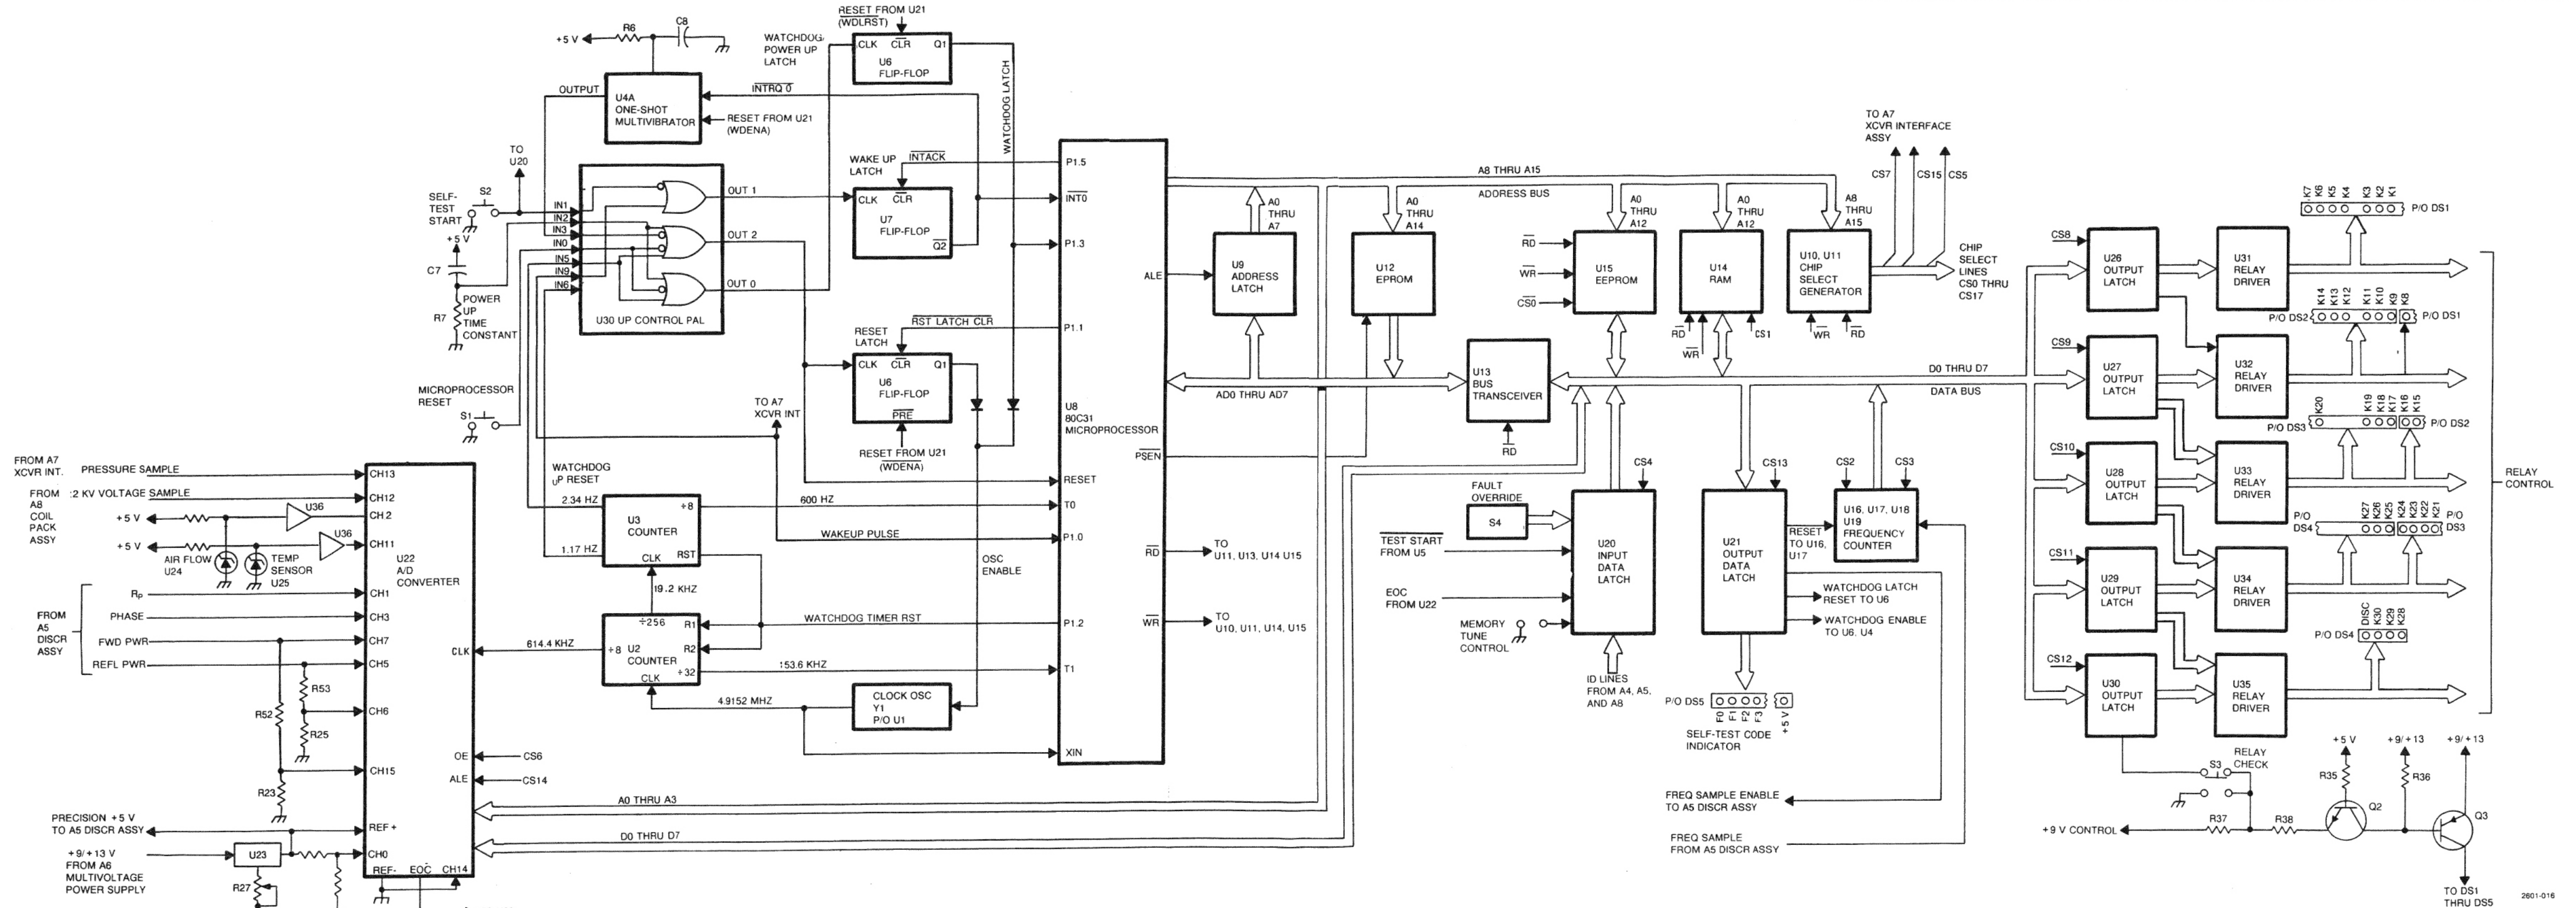 RESET FROM U21
(WDLRST)
R6
C8
+5 V
WATCHDOG/
POWER UP
LATCH
CLK
CLR
Q1
U6
FLIP-FLOP
OUTPUT
U4A
ONE-SHOT
MULTIVIBRATOR
INTRQ 0
RESET FROM U21
(WDENA)
WATCHDOG LATCH
TO
U20
SELF-
TEST
START
S2
+5 V
C7
R7
POWER
UP
TIME
CONSTANT
IN1
IN2
IN3
IN0
IN5
IN9
IN6
OUT 1
OUT 2
OUT 0
U30 UP CONTROL PAL
WAKE UP
LATCH
INTACK
CLK
CLR
U7
FLIP-FLOP
Q2
MICROPROCESSOR
RESET
S1
RESET
LATCH
RST LATCH CLR
CLK
CLR
Q1
U6
FLIP-FLOP
PRE
RESET FROM U21
(WDENA)
TO A7
XCVR INT
WATCHDOG
UP RESET
2.34 HZ
1.17 HZ
÷8
U3
COUNTER
CLK
RST
600 HZ
WAKEUP PULSE
19.2 KHZ
÷256
R1
R2
÷8
U2
COUNTER
÷32
CLK
WATCHDOG TIMER RST
614.4 KHZ
153.6 KHZ
4.9152 MHZ
CLOCK OSC
Y1
P/O U1
OSC
ENABLE
P1.5
INT0
P1.3
ALE
P1.1
U8
80C31
MICROPROCESSOR
PSEN
RESET
T0
P1.0
RD
P1.2
WR
T1
XIN
TO
U11, U13, U14 U15
TO
U10, U11, U14, U15
FROM A7
XCVR INT.
PRESSURE SAMPLE
FROM
A8
COIL
PACK
ASSY
:2 KV VOLTAGE SAMPLE
+5 V
U36
+5 V
U36
AIR FLOW
U24
TEMP
SENSOR
U25
FROM
A5
DISCR
ASSY
RP
PHASE
FWD PWR
REFL PWR
R53
R52
R25
R23
CH13
CH12
CH 2
CH11
U22
A/D
CONVERTER
CH1
CH3
CH7
CH5
CLK
CH6
OE
CS6
CH15
ALE
CS14
PRECISION +5 V
TO A5 DISCR ASSY
REF +
+9/+13 V
FROM A6
MULTIVOLTAGE
POWER SUPPLY
U23
R27
CH0
REF-
EOC
CH14
A0 THRU A3
D0 THRU D7
A8 THRU A15
ADDRESS BUS
A0
THRU
A7
U9
ADDRESS
LATCH
A0
THRU
A14
U12
EPROM
AD0 THRU AD7
U13
BUS
TRANSCEIVER
RD
A0
THRU
A12
RD
WR
CS0
U15
EEPROM
A0
THRU
A12
U14
RAM
RD
WR
CS1
A8
THRU
A15
U10, U11
CHIP
SELECT
GENERATOR
WR
RD
TO A7
XCVR INTERFACE
ASSY
CS7
CS15
CS5
CHIP
SELECT
LINES
CS0 THRU
CS17
D0 THRU D7
DATA BUS
FAULT
OVERRIDE
S4
CS4
TEST START
FROM U5
EOC
FROM U22
MEMORY
TUNE
CONTROL
U20
INPUT
DATA
LATCH
ID LINES
FROM A4, A5,
AND A8
CS13
U21
OUTPUT
DATA
LATCH
CS2
CS3
U16, U17, U18
U19
FREQUENCY
COUNTER
RESET
TO U16,
U17
WATCHDOG LATCH
RESET TO U6
WATCHDOG ENABLE
TO U6. U4
P/O DS5
F0
F1
F2
F3
+5 V
SELF-TEST CODE
INDICATOR
FREQ SAMPLE ENABLE
TO A5 DISCR ASSY
FREQ SAMPLE
FROM A5 DISCR ASSY
CS8
U26
OUTPUT
LATCH
U31
RELAY
DRIVER
K7
K6
K5
K4
K3
K2
K1
P/O DS1
CS9
U27
OUTPUT
LATCH
U32
RELAY
DRIVER
K14
K13
K12
K11
K10
K9
K8
P/O DS2
P/O DS1
CS10
U28
OUTPUT
LATCH
U33
RELAY
DRIVER
K20
K19
K18
K17
K16
K15
P/O DS3
P/O DS2
CS11
U29
OUTPUT
LATCH
U34
RELAY
DRIVER
K27
K26
K25
K24
K23
K22
K21
P/O
DS4
P/O
DS3
CS12
U30
OUTPUT
LATCH
U35
RELAY
DRIVER
DISC
K30
K29
K28
P/O DS4
RELAY
CONTROL
RELAY
CHECK
S3
+5 V
+9/+13
+9/+13
R35
R36
Q2
Q3
+9 V CONTROL
R37
R38
TO DS1
THRU DS5
2601-016